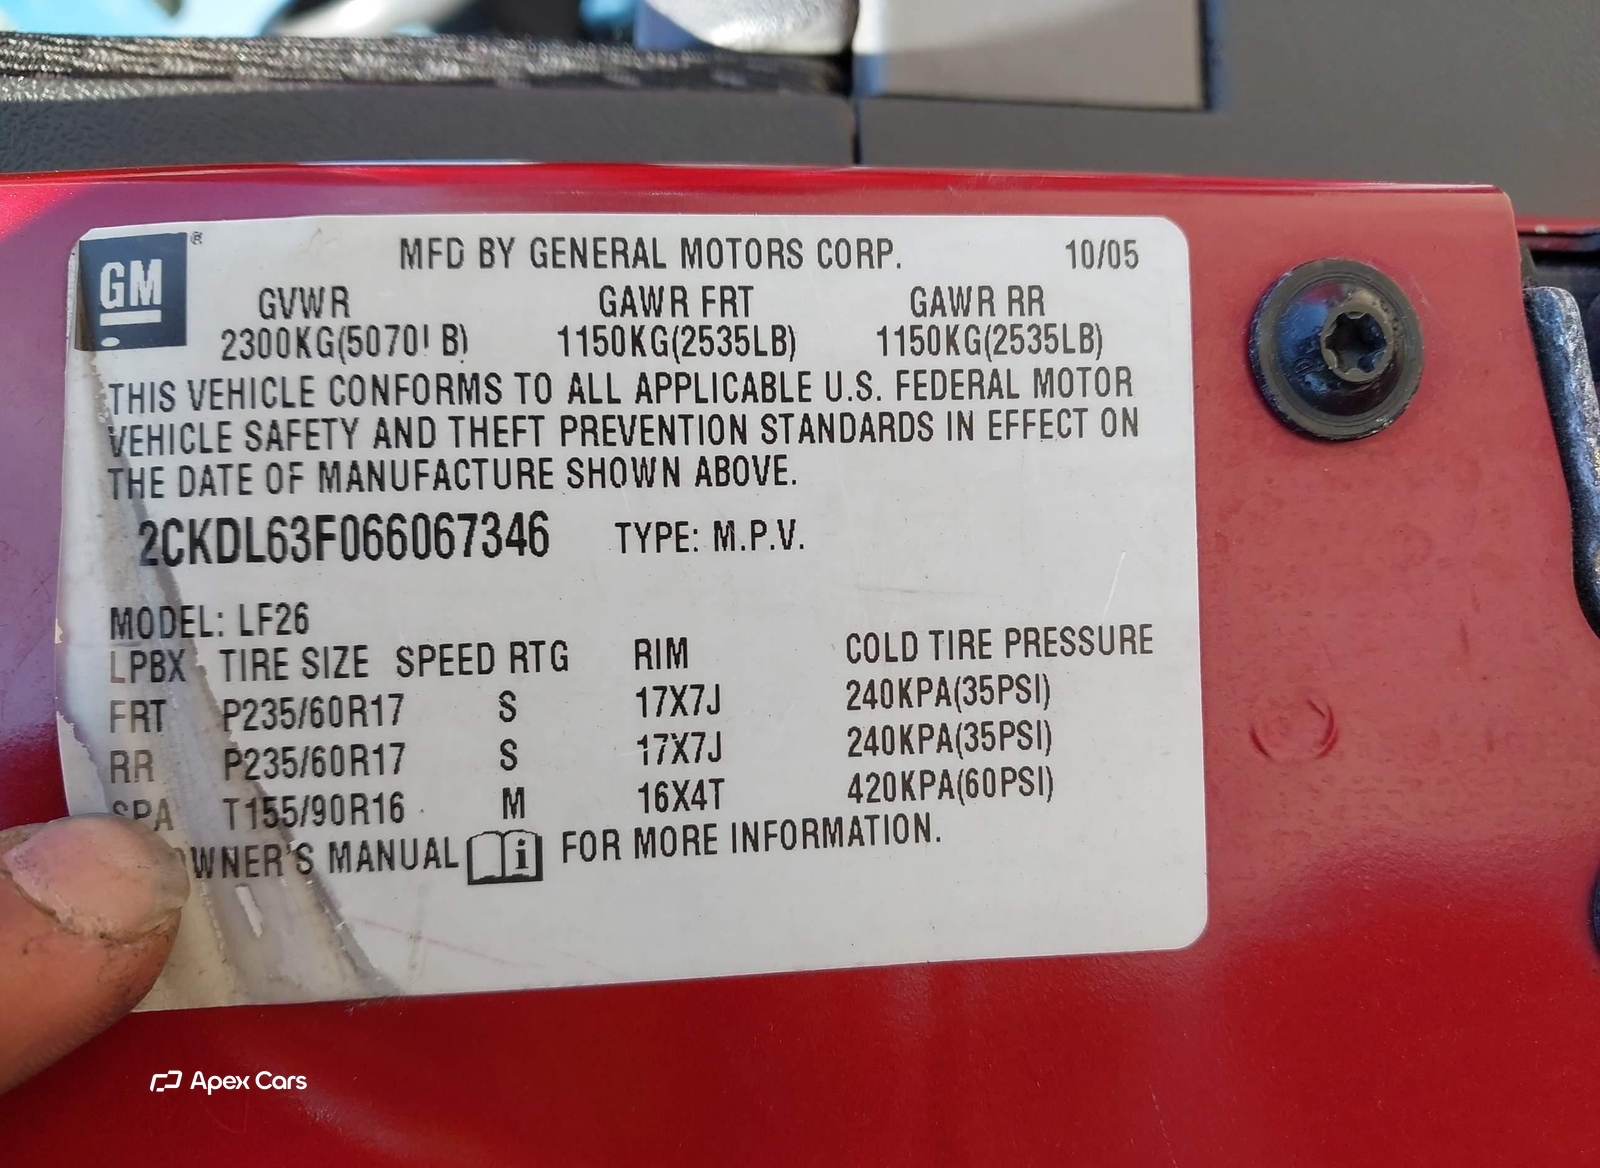 GM ®
MFD BY GENERAL MOTORS CORP. 10/05
GVWR GAWR FRT GAWR RR
2300KG(5070LB) 1150KG(2535LB) 1150KG(2535LB)
THIS VEHICLE CONFORMS TO ALL APPLICABLE U.S. FEDERAL MOTOR
VEHICLE SAFETY AND THEFT PREVENTION STANDARDS IN EFFECT ON
THE DATE OF MANUFACTURE SHOWN ABOVE.
2CKDL63F066067346 TYPE: M.P.V.
MODEL: LF26
LPBX TIRE SIZE SPEED RTG RIM COLD TIRE PRESSURE
FRT P235/60R17 S 17X7J 240KPA(35PSI)
RR P235/60R17 S 17X7J 240KPA(35PSI)
SPA T155/90R16 M 16X4T 420KPA(60PSI)
OWNER'S MANUAL i FOR MORE INFORMATION.
Apex Cars